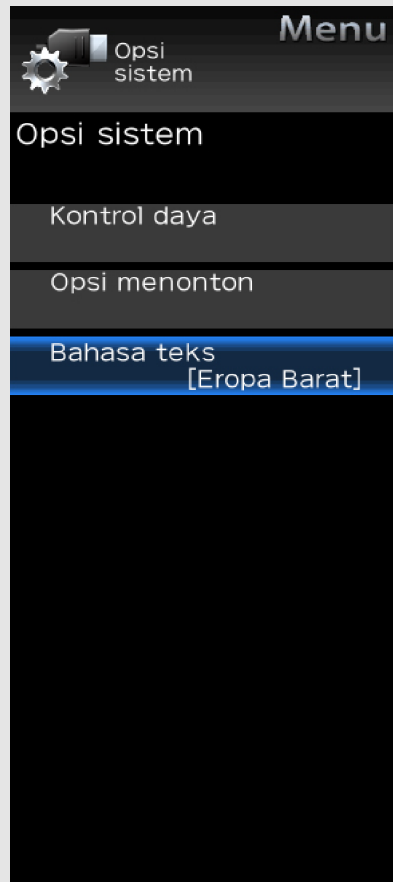 Menu
Opsi
sistem
Opsi sistem
Kontrol daya
Opsi menonton
Bahasa teks
[Eropa Barat]